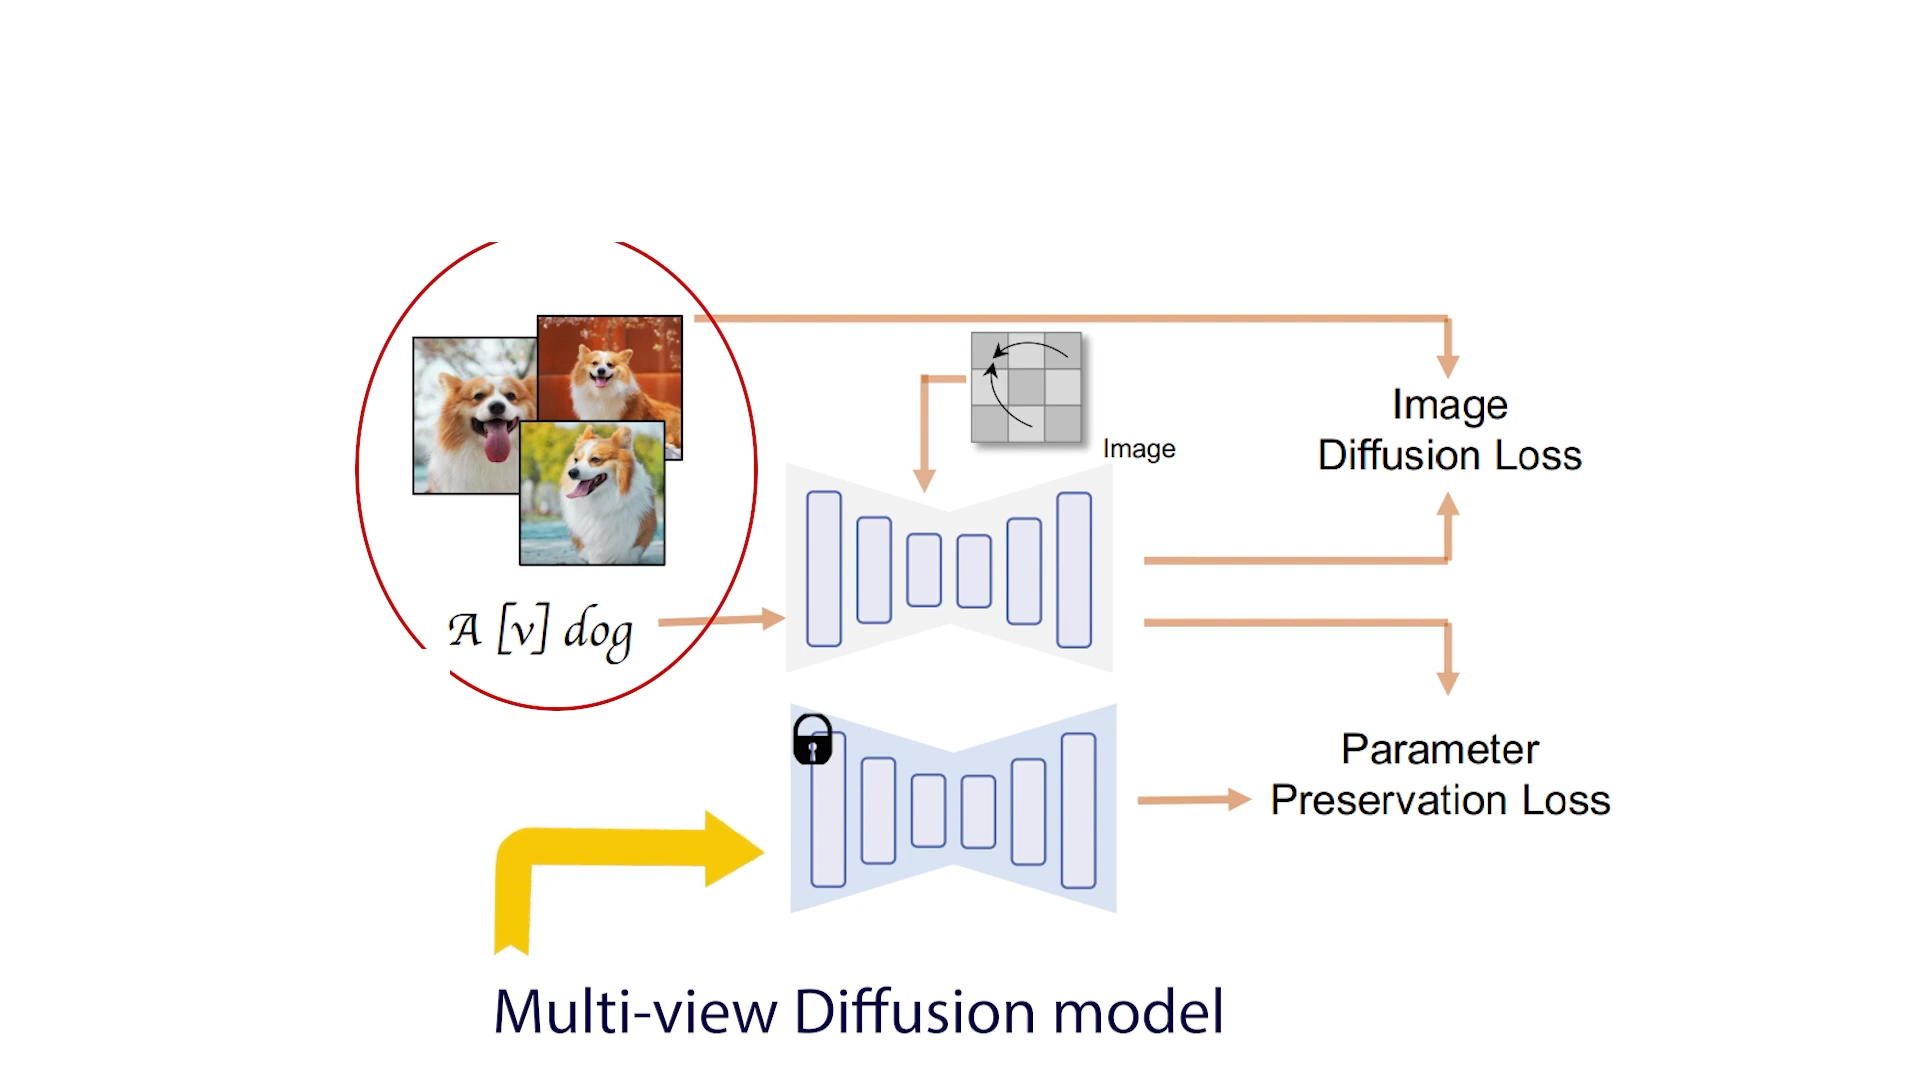 Image
Image
Diffusion Loss
A [v] dog
Parameter
Preservation Loss
Multi-view Diffusion model